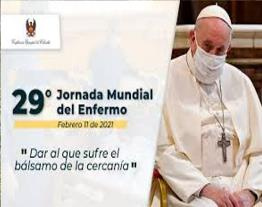 29° Jornada Mundial
del Enfermo
Febrero 11 de 2021
" Dar al que sufre el
bálsamo de la cercanía "